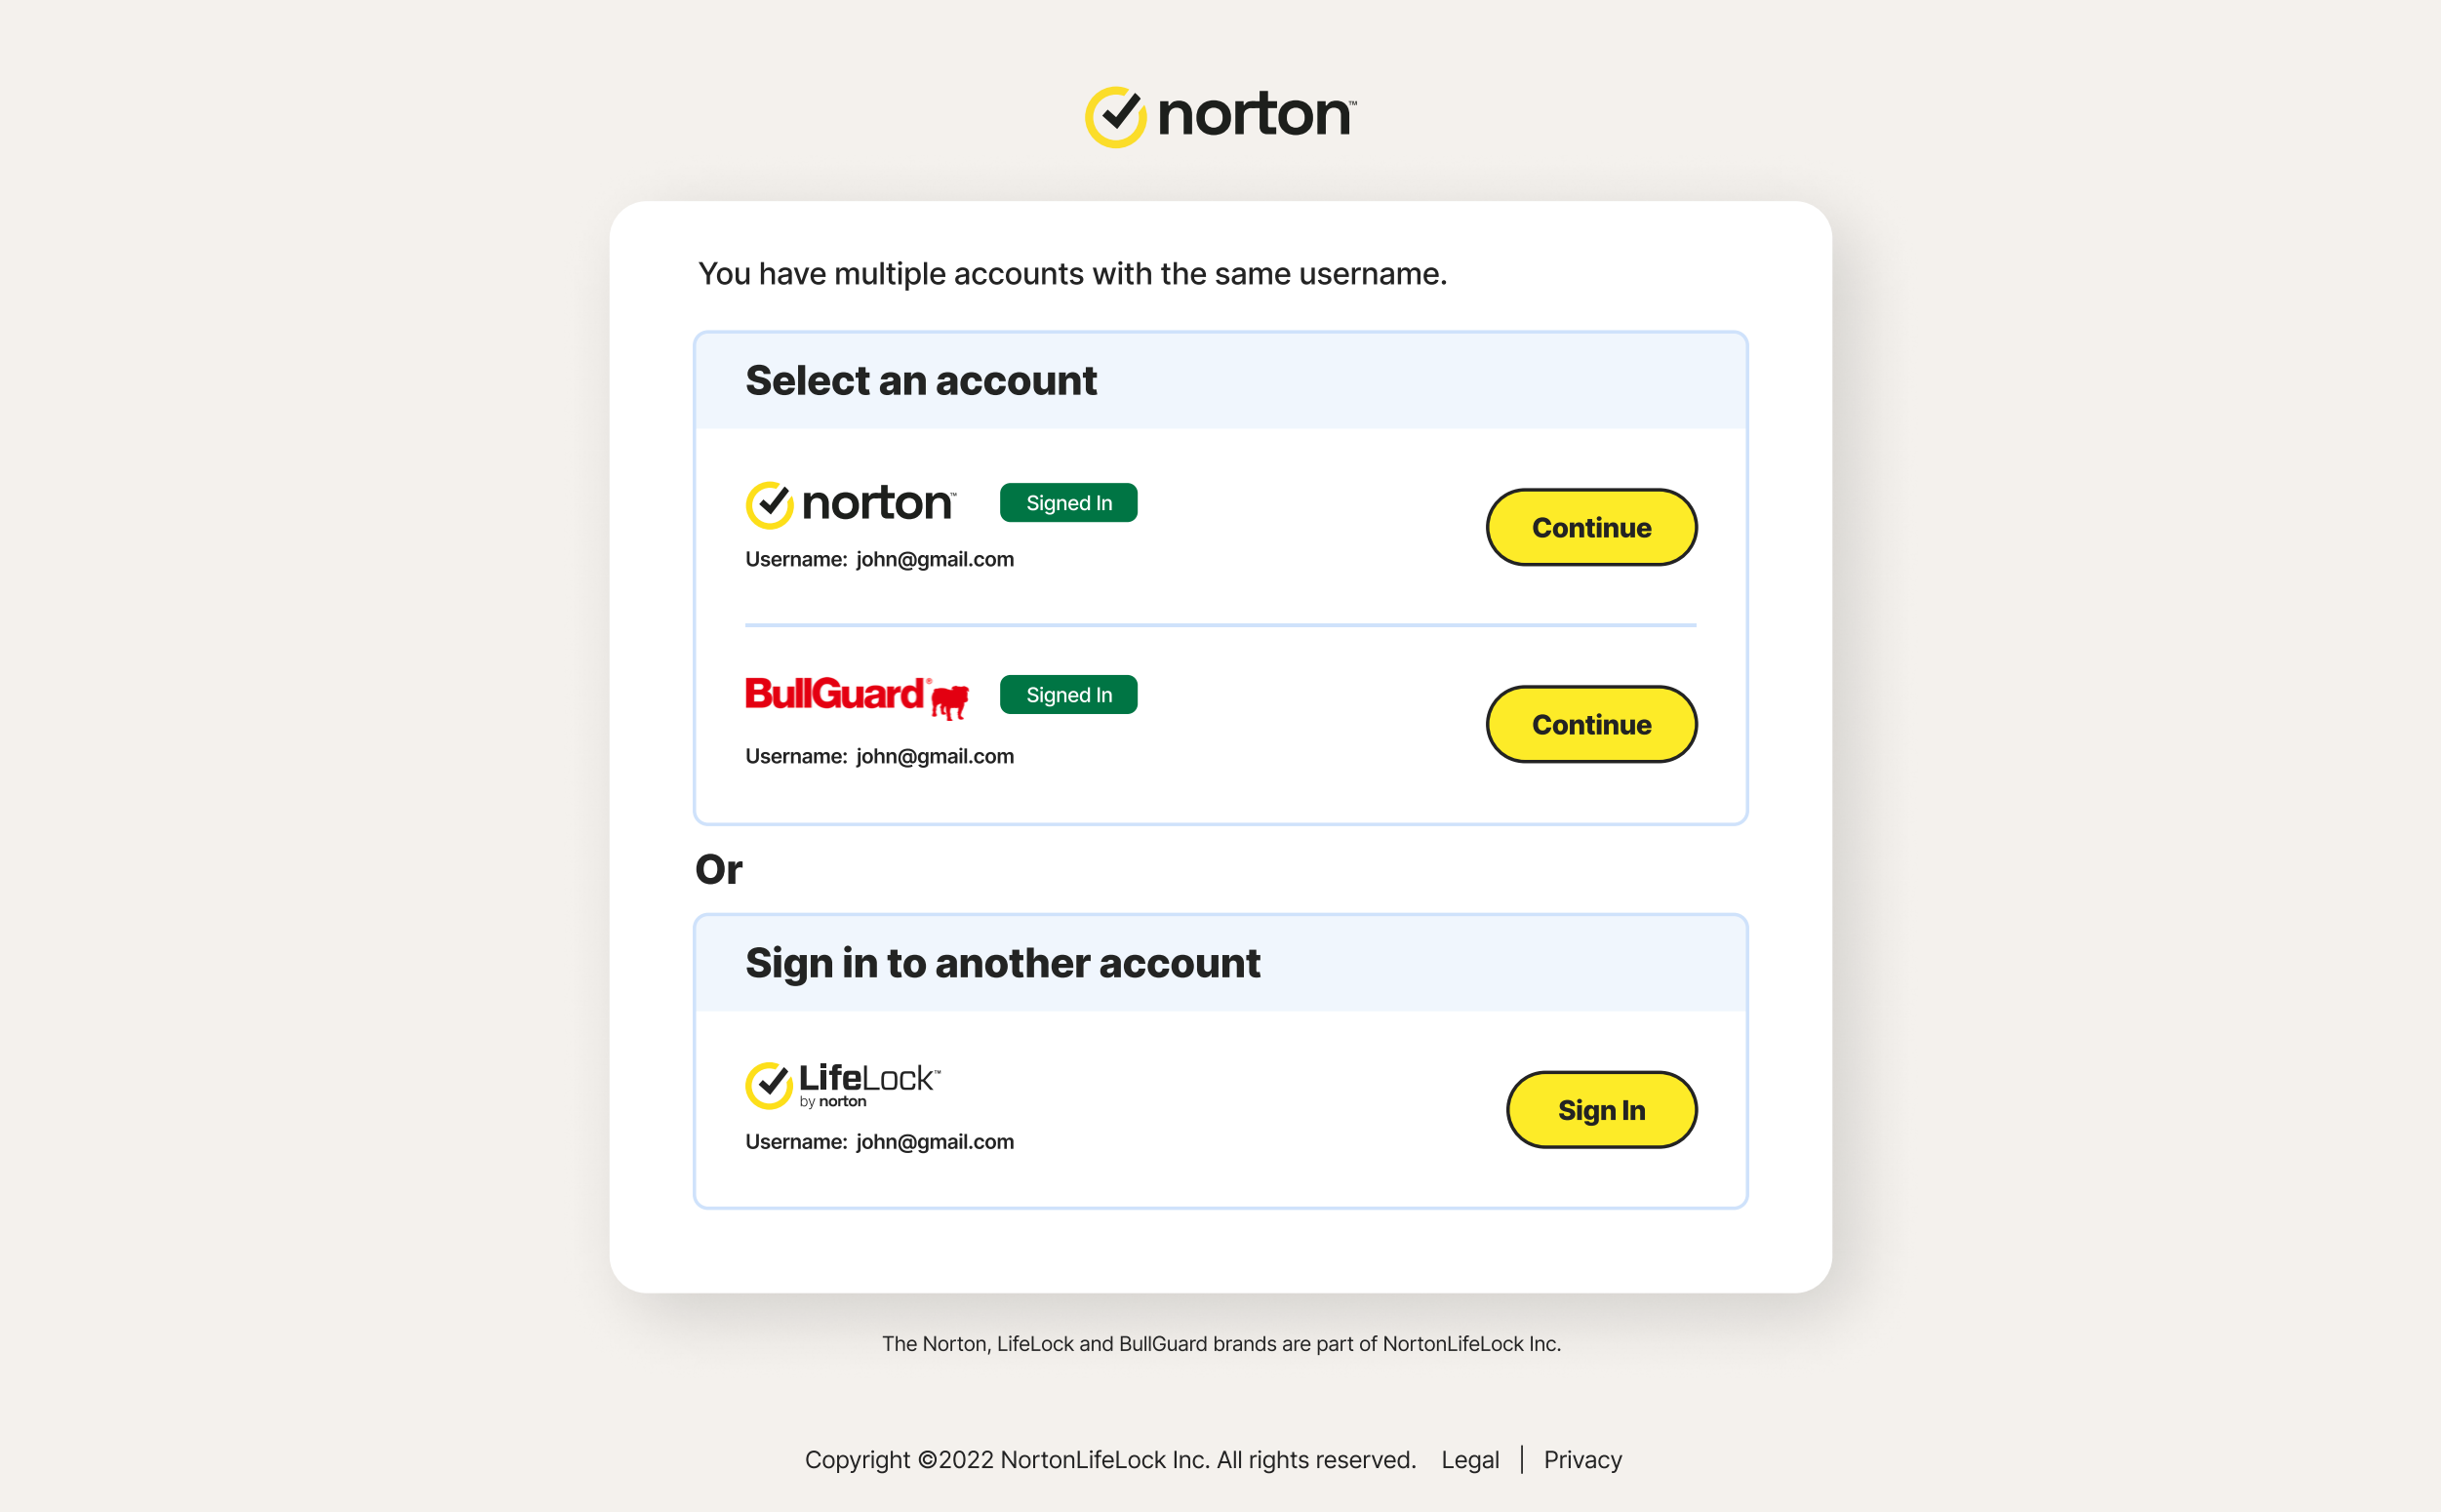 norton™
You have multiple accounts with the same username.
Select an account
norton™ Signed In
Continue
Username: john@gmail.com
BullGuard® Signed In
Continue
Username: john@gmail.com
Or
Sign in to another account
LifeLock™
by norton
Sign In
Username: john@gmail.com
The Norton, LifeLock and BullGuard brands are part of NortonLifeLock Inc.
Copyright ©2022 NortonLifeLock Inc. All rights reserved. Legal | Privacy